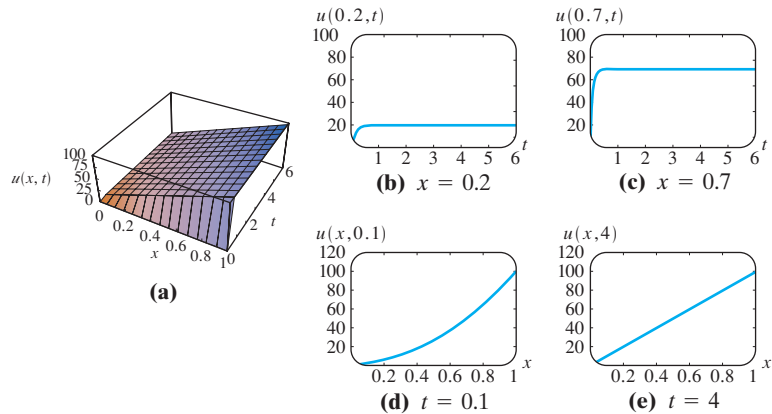 u(x, t)
100
75
50
25
0
0
0.2
0.4
0.6
0.8
1
x
0
2
4
6
t
(a)
u(0.2, t)
100
80
60
40
20
1 2 3 4 5 6
t
(b) x = 0.2
u(0.7, t)
100
80
60
40
20
1 2 3 4 5 6
t
(c) x = 0.7
u(x,0.1)
120
100
80
60
40
20
0.2 0.4 0.6 0.8 1
x
(d) t = 0.1
u(x,4)
120
100
80
60
40
20
0.2 0.4 0.6 0.8 1
x
(e) t = 4